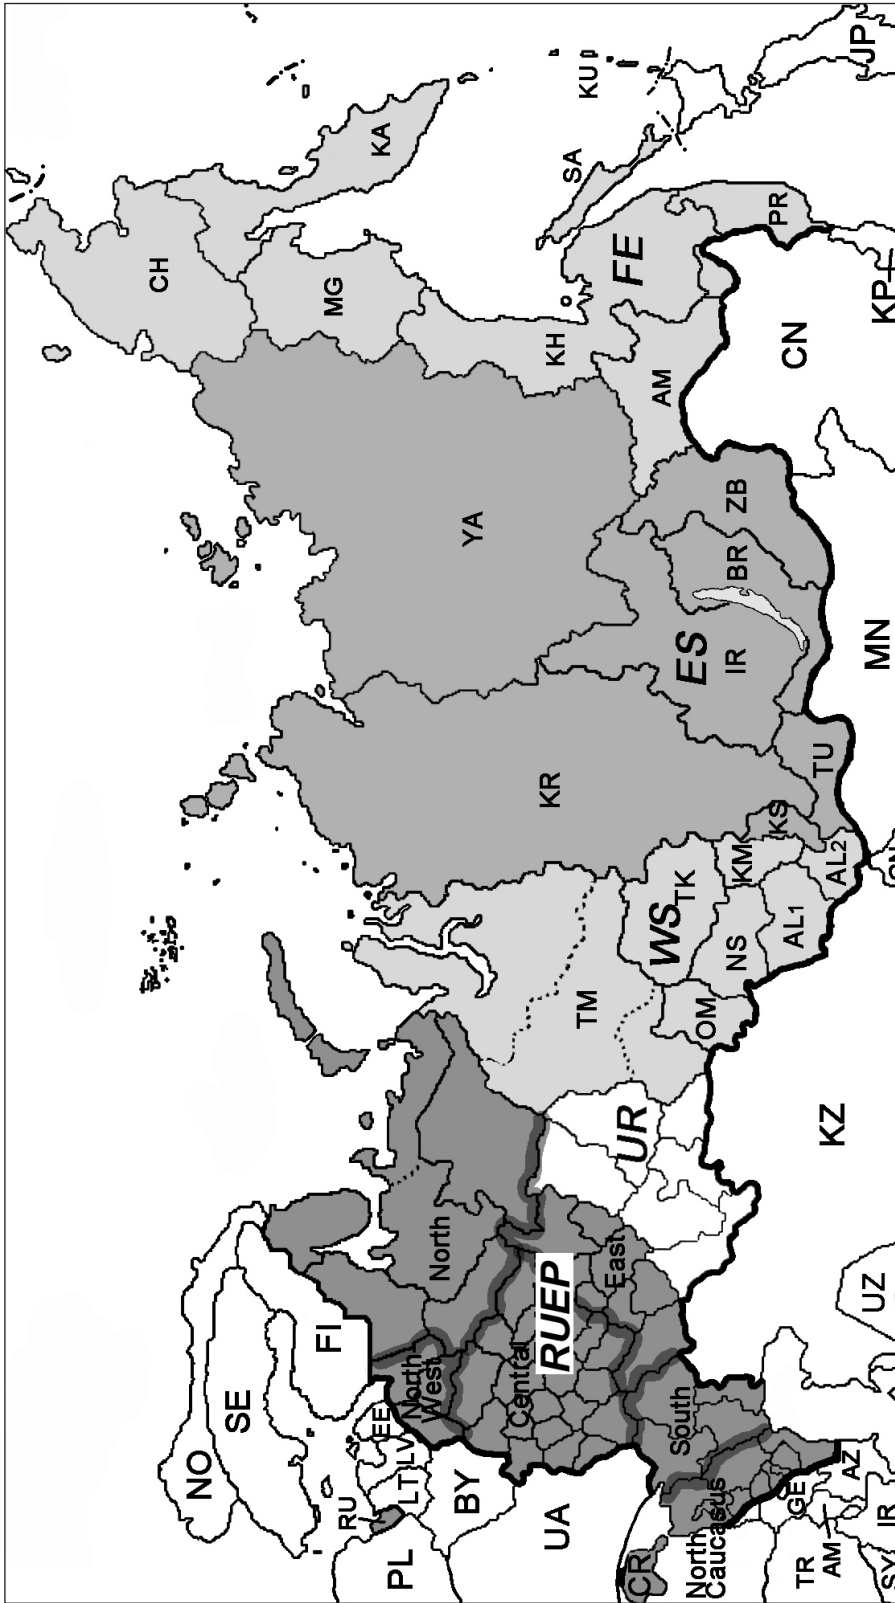 NO
SE
CH
FI
RU
MG
EE
KA
PL
LT
LV
North
West
North
BY
YA
Central
KR
KH
UA
RUEP
SA
TM
KU
East
FE
UR
CR
WS
AM
South
TK
ES
North
Caucasus
OM
NS
KM
IR
BR
ZB
KS
PR
GE
AL1
CN
TR
AM
KZ
TU
AL2
AZ
JP
UZ
MN
KP
IR
SY
CN